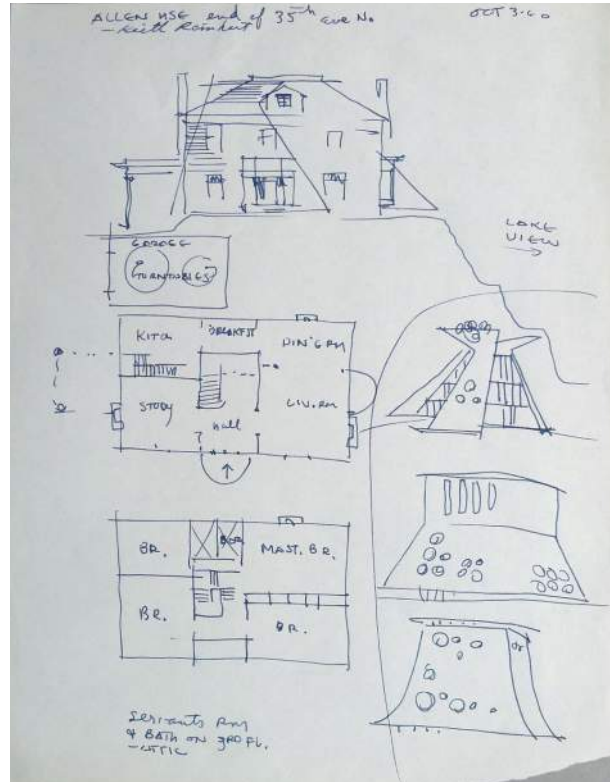 ALLEN HSE end of 35th ave No.
OCT 3-60
- Keith
LAKE
VIEW
GARAGE
TURNTABLES
KITCH
BREAKFST
DIN'G RM
STUDY
LIV. RM
hall
BR.
MAST. BR.
BR.
BR.
Servants Rm
& BATH ON 3RD FL.
- ATTIC